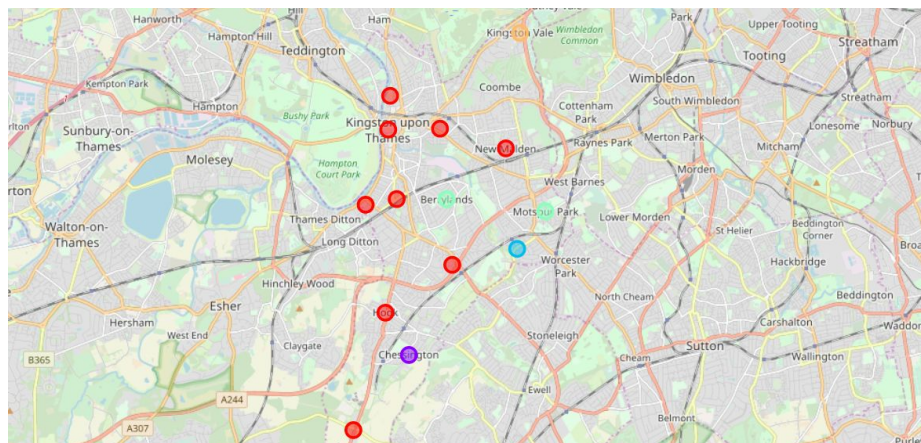 Hanworth
Hill
Ham
Hampton Hill
Teddington
Kingston Vale
Wimbledon
Common
Park
Upper Tooting
Tooting
Streatham
Kempton Park
Hampton
Bushy Park
Coombe
Wimbledon
Cottenham
Park
South Wimbledon
Streatham
Lonesome
Norbury
Sunbury-on-
Thames
Kingston upon
Thames
New Malden
Raynes Park
Merton Park
Mitcham
Molesey
Hampton
Court Park
West Barnes
Morden
Walton-on-
Thames
Thames Ditton
Berrylands
Motspur Park
Lower Morden
St Helier
Beddington
Corner
Long Ditton
Worcester
Park
Hackbridge
Hinchley Wood
Esher
Hook
North Cheam
Beddington
Hersham
West End
Claygate
Stoneleigh
Carshalton
Waddo
B365
Chessington
Cheam
Sutton
Wallington
A244
Ewell
Belmont
A307